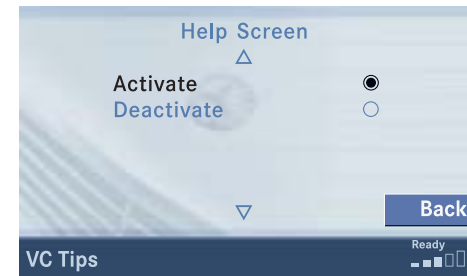 Help Screen
Activate
Deactivate
Back
VC Tips
Ready